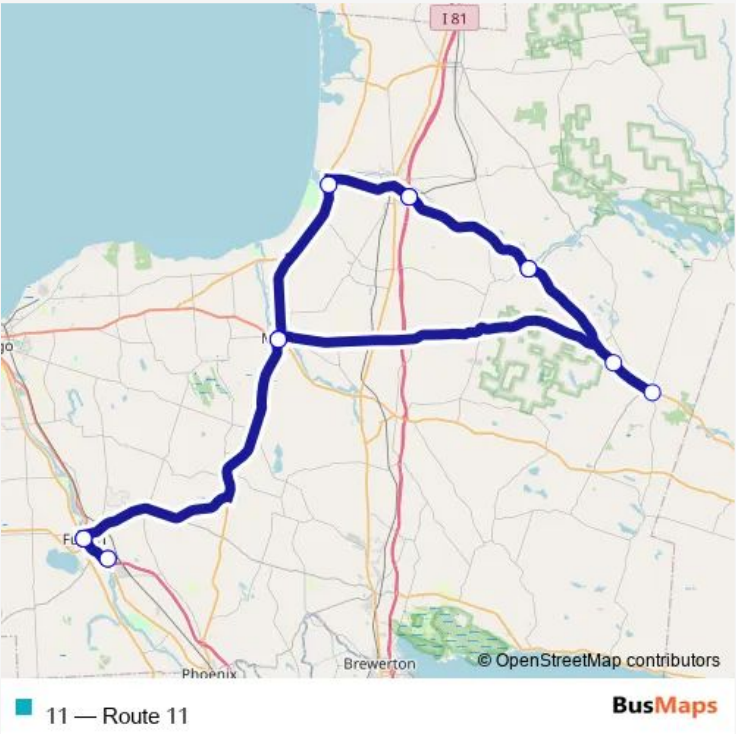 I 81
Brewerton
Phoenix
© OpenStreetMap contributors
11 — Route 11
BusMaps